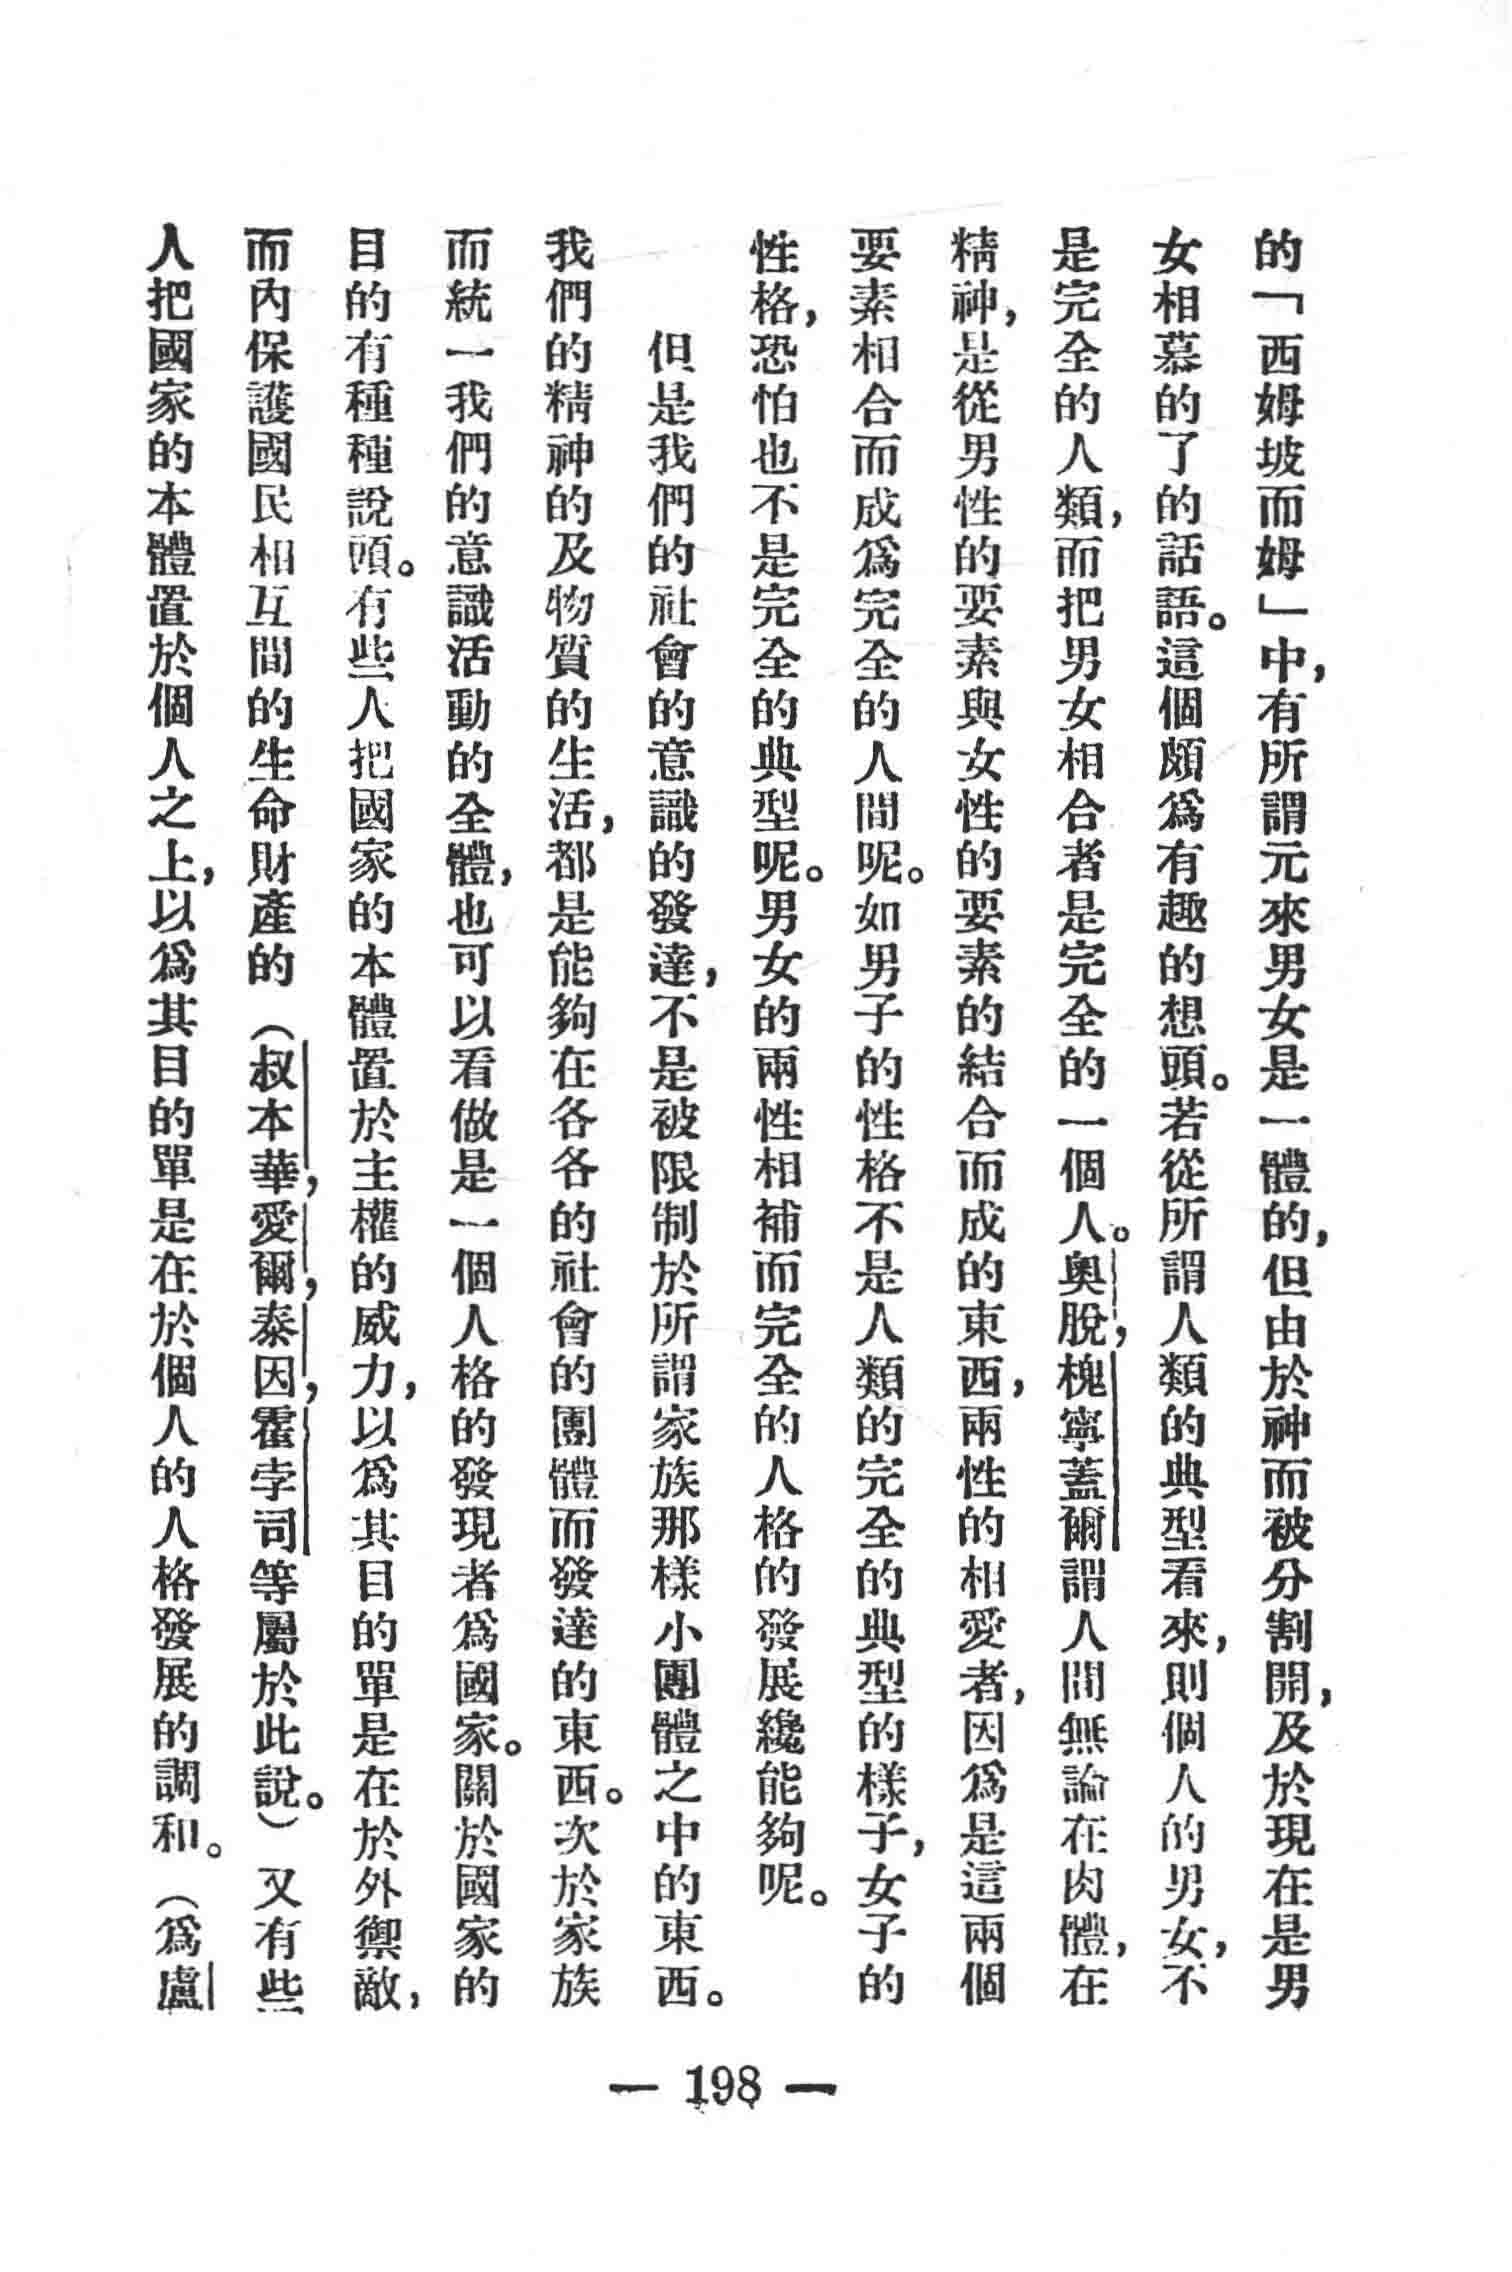 的「西姆坡而姆」中，有所謂元來男女是一體的，但由於神而被分割開，及於現在是男
女相慕的了的話語。這個頗爲有趣的想頭。若從所謂人類的典型看來，則個人的男女，不
是完全的人類，而把男女相合者是完全的一個人。奧脫，槐寧蓋爾謂人間無論在肉體，在
精神，是從男性的要素與女性的要素的結合而成的東西，兩性的相愛者，因爲是這兩個
要素相合而成爲完全的人間呢。如男子的性格不是人類的完全的典型的樣子，女子的
性格，恐怕也不是完全的典型呢。男女的兩性相補而完全的人格的發展纔能夠呢。
但是我們的社會的意識的發達，不是被限制於所謂家族那樣小團體之中的東西。
我們的精神的及物質的生活，都是能夠在各各的社會的團體而發達的東西。次於家族
而統一我們的意識活動的全體，也可以看做是一個人格的發現者爲國家。關於國家的
目的有種種說頭。有些人把國家的本體置於主權的威力，以爲其目的單是在於外禦敵，
而內保護國民相互間的生命財產的（叔本華，愛爾，泰因，霍孛司等屬於此說。）又有些
人把國家的本體置於個人之上，以爲其目的單是在於個人的人格發展的調和。（爲盧
— 198 —